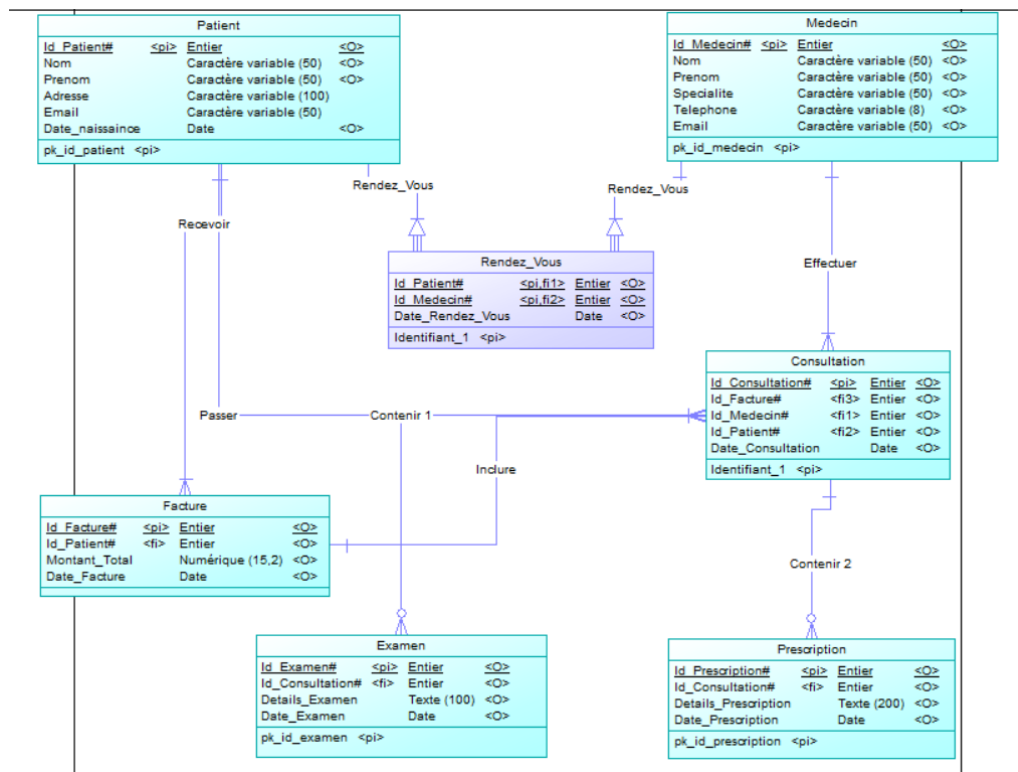 Patient
Id_Patient# <pi> Entier <O>
Nom Caractère variable (50) <O>
Prenom Caractère variable (50) <O>
Adresse Caractère variable (100)
Email Caractère variable (50)
Date_naissaince Date <O>
pk_id_patient <pi>
Medecin
Id_Medecin# <pi> Entier <O>
Nom Caractère variable (50) <O>
Prenom Caractère variable (50) <O>
Specialite Caractère variable (50) <O>
Telephone Caractère variable (8) <O>
Email Caractère variable (50) <O>
pk_id_medecin <pi>
Rendez_Vous
Rendez_Vous
Recevoir
Rendez_Vous
Id_Patient# <pi,fi1> Entier <O>
Id_Medecin# <pi,fi2> Entier <O>
Date_Rendez_Vous Date <O>
Identifiant_1 <pi>
Effectuer
Consultation
Id_Consultation# <pi> Entier <O>
Id_Facture# <fi3> Entier <O>
Id_Medecin# <fi1> Entier <O>
Id_Patient# <fi2> Entier <O>
Date_Consultation Date <O>
Identifiant_1 <pi>
Passer
Contenir 1
Inclure
Facture
Id_Facture# <pi> Entier <O>
Id_Patient# <fi> Entier <O>
Montant_Total Numérique (15,2) <O>
Date_Facture Date <O>
Contenir 2
Examen
Id_Examen# <pi> Entier <O>
Id_Consultation# <fi> Entier <O>
Details_Examen Texte (100) <O>
Date_Examen Date <O>
pk_id_examen <pi>
Prescription
Id_Prescription# <pi> Entier <O>
Id_Consultation# <fi> Entier <O>
Details_Prescription Texte (200) <O>
Date_Prescription Date <O>
pk_id_prescription <pi>